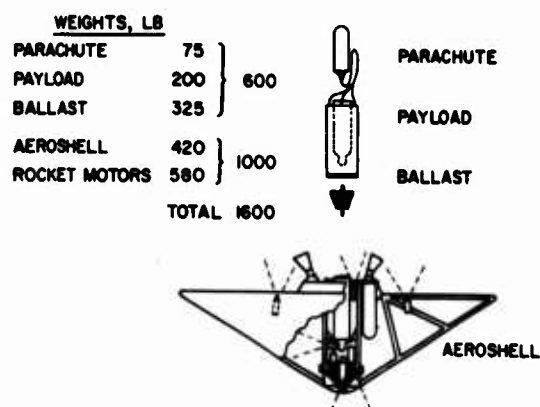 WEIGHTS, LB
PARACHUTE 75
PAYLOAD 200
BALLAST 325
600
AEROSHELL 420
ROCKET MOTORS 580
1000
TOTAL 1600
PARACHUTE
PAYLOAD
BALLAST
AEROSHELL